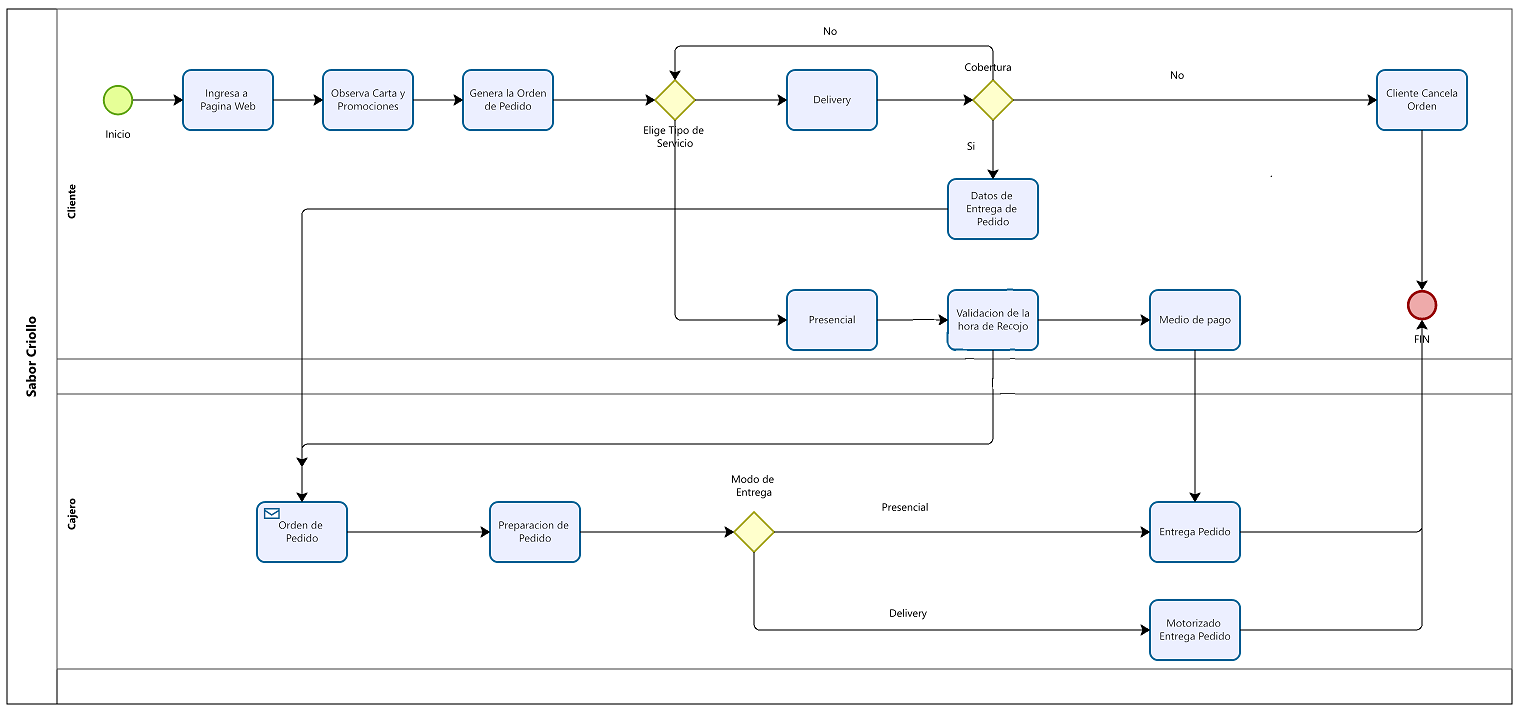 Sabor Criollo
Cliente
Cajero
No
Cobertura
No
Ingresa a
Pagina Web
Observa Carta y
Promociones
Genera la Orden
de Pedido
Delivery
Cliente Cancela
Orden
Inicio
Elige Tipo de
Servicio
Si
Datos de
Entrega de
Pedido
Presencial
Validacion de la
hora de Recojo
Medio de pago
FIN
Modo de
Entrega
Presencial
Orden de
Pedido
Preparacion de
Pedido
Entrega Pedido
Delivery
Motorizado
Entrega Pedido